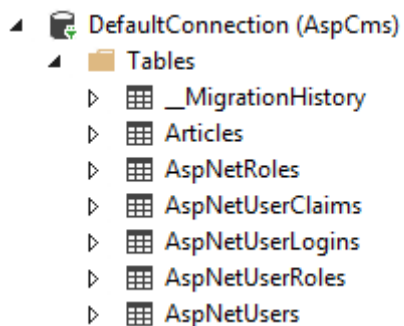 DefaultConnection (AspCms)
Tables
__MigrationHistory
Articles
AspNetRoles
AspNetUserClaims
AspNetUserLogins
AspNetUserRoles
AspNetUsers